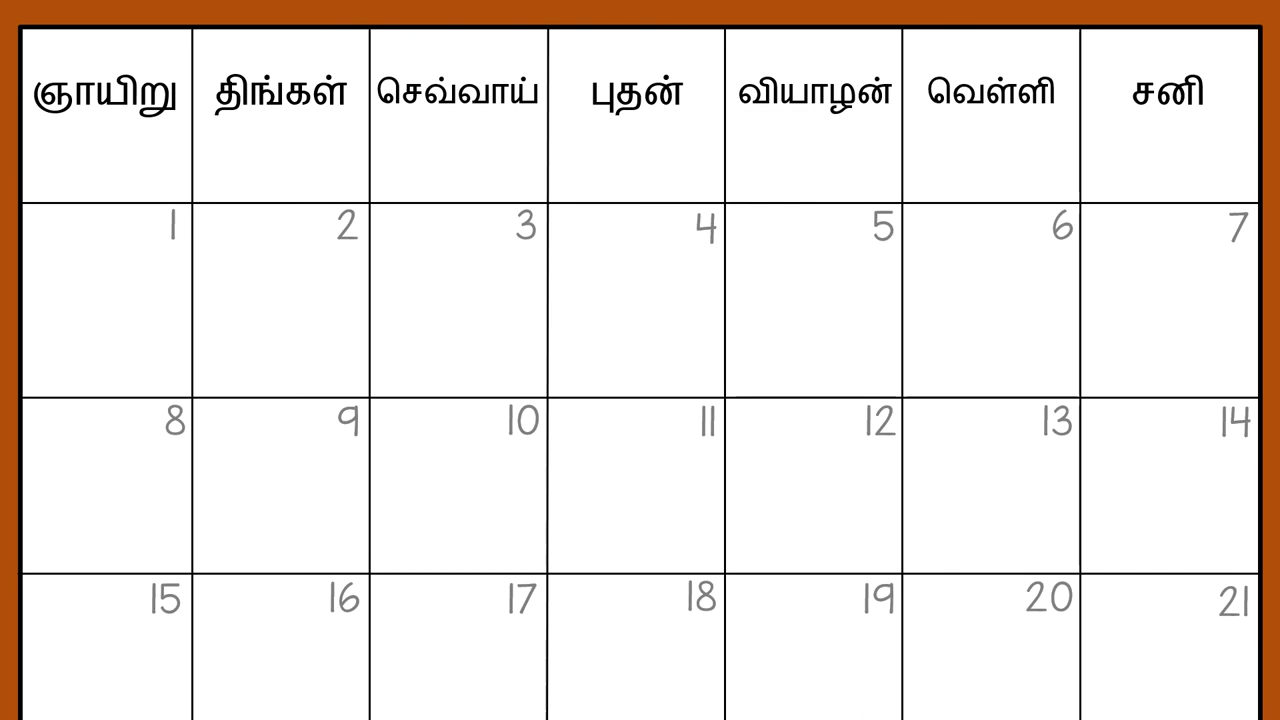 ஞாயிறு திங்கள் செவ்வாய் புதன் வியாழன் வெள்ளி சனி
1 2 3 4 5 6 7
8 9 10 11 12 13 14
15 16 17 18 19 20 21